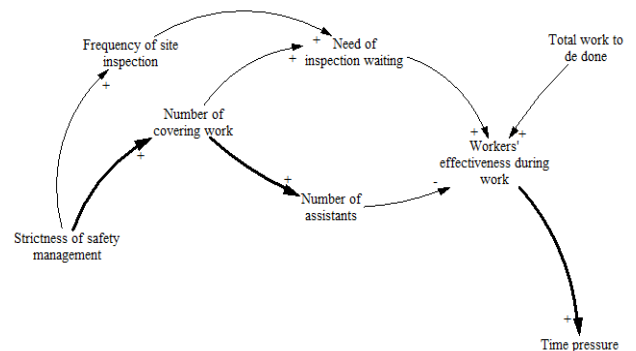 Frequency of site
inspection
+
Need of
inspection waiting
+
+
Total work to
de done
Number of
covering work
+
Workers'
effectiveness during
work
+
+
-
Number of
assistants
+
Strictness of safety
management
Time pressure
+